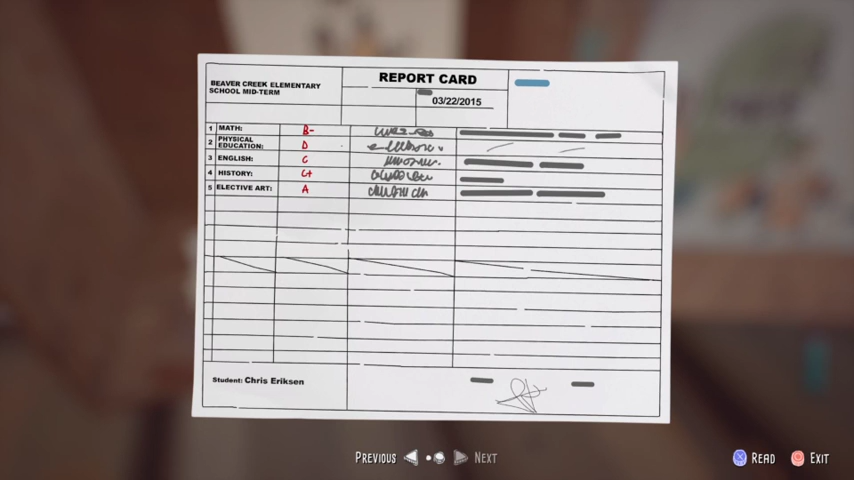 BEAVER CREEK ELEMENTARY
SCHOOL MID-TERM
REPORT CARD
03/22/2015
1 MATH: B-
2 PHYSICAL EDUCATION: D
3 ENGLISH: C
4 HISTORY: C+
5 ELECTIVE ART: A
Student: Chris Eriksen
PREVIOUS NEXT
READ EXIT